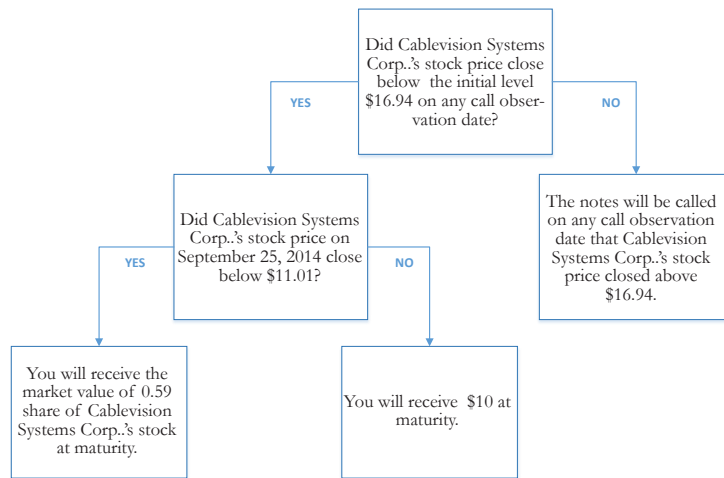 Did Cablevision Systems
Corp..'s stock price close
below the initial level
$16.94 on any call obser-
vation date?
YES
NO
Did Cablevision Systems
Corp..'s stock price on
September 25, 2014 close
below $11.01?
The notes will be called
on any call observation
date that Cablevision
Systems Corp..'s stock
price closed above
$16.94.
YES
NO
You will receive the
market value of 0.59
share of Cablevision
Systems Corp..'s stock
at maturity.
You will receive $10 at
maturity.